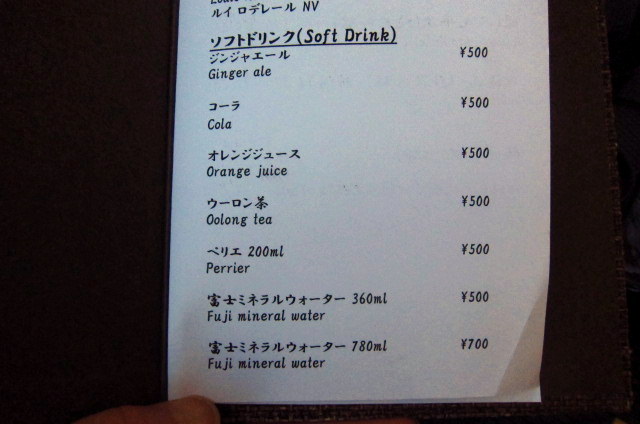 ルイ ロデレール NV
ソフトドリンク(Soft Drink)
ジンジャエール ¥500
Ginger ale
コーラ ¥500
Cola
オレンジジュース ¥500
Orange juice
ウーロン茶 ¥500
Oolong tea
ペリエ 200ml ¥500
Perrier
富士ミネラルウォーター 360ml ¥500
Fuji mineral water
富士ミネラルウォーター 780ml ¥700
Fuji mineral water